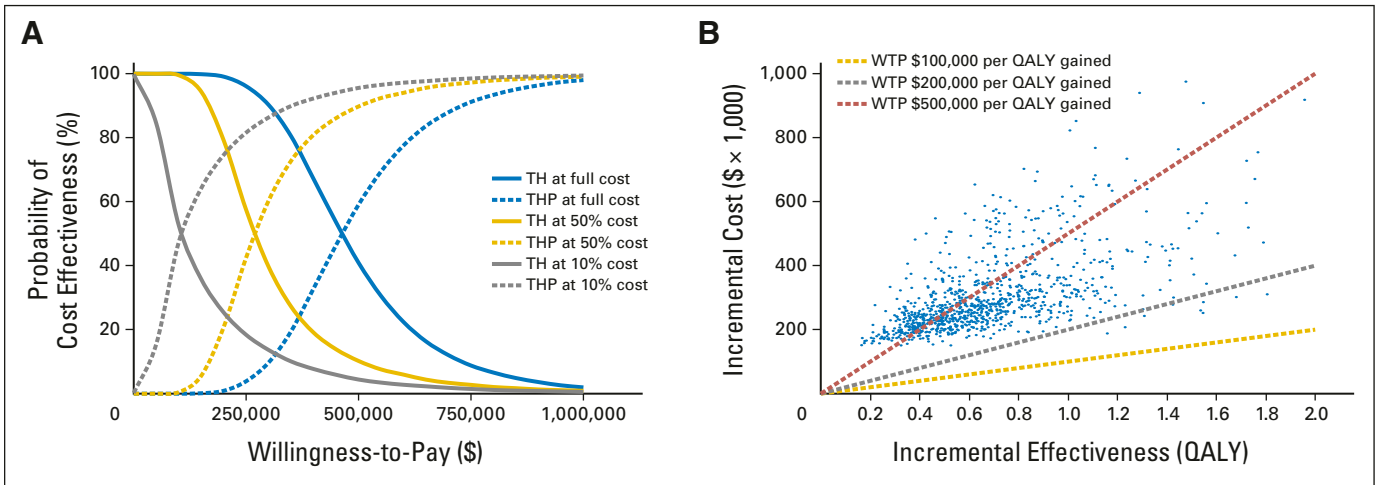 A
Probability of
Cost Effectiveness (%)
100
80
60
40
20
0
250,000
500,000
750,000
1,0000,000
Willingness-to-Pay ($)
TH at full cost
THP at full cost
TH at 50% cost
THP at 50% cost
TH at 10% cost
THP at 10% cost
B
WTP $100,000 per QALY gained
WTP $200,000 per QALY gained
WTP $500,000 per QALY gained
Incremental Cost ($ × 1,000)
1,000
800
600
400
200
0
0.2
0.4
0.6
0.8
1.0
1.2
1.4
1.6
1.8
2.0
Incremental Effectiveness (QALY)